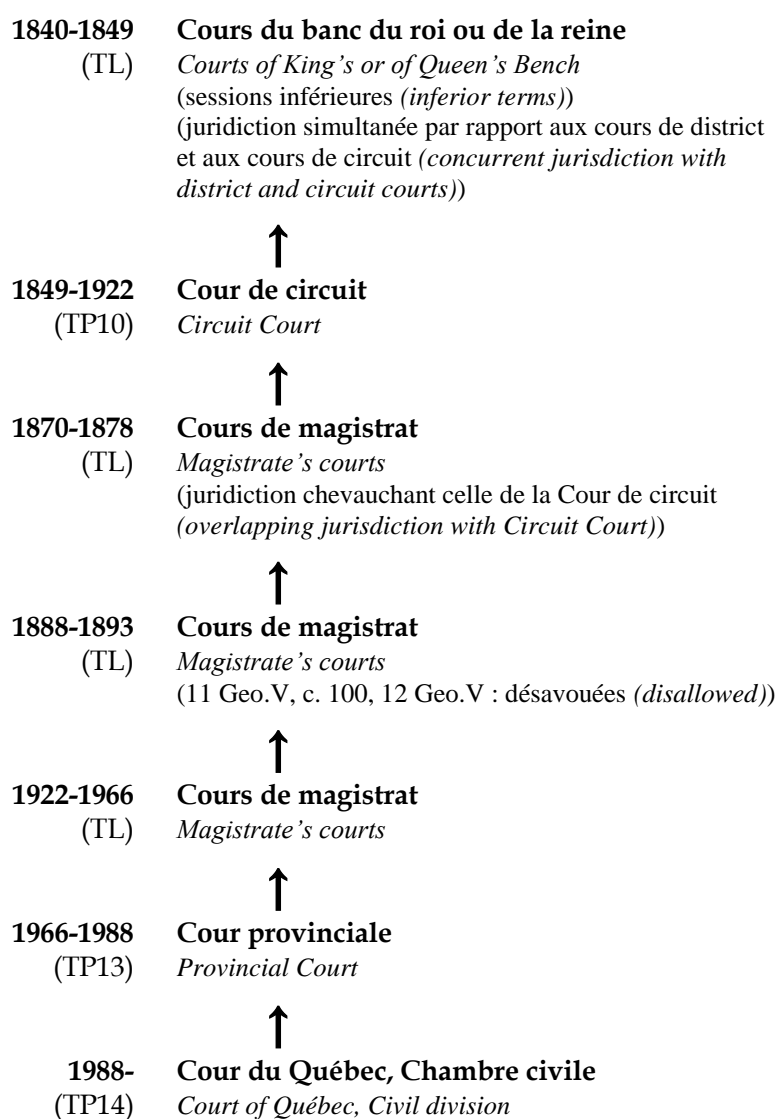 1840-1849 Cours du banc du roi ou de la reine
(TL) Courts of King’s or of Queen’s Bench
(sessions inférieures (inferior terms))
(juridiction simultanée par rapport aux cours de district
et aux cours de circuit (concurrent jurisdiction with
district and circuit courts))
↑
1849-1922 Cour de circuit
(TP10) Circuit Court
↑
1870-1878 Cours de magistrat
(TL) Magistrate’s courts
(juridiction chevauchant celle de la Cour de circuit
(overlapping jurisdiction with Circuit Court))
↑
1888-1893 Cours de magistrat
(TL) Magistrate’s courts
(11 Geo.V, c. 100, 12 Geo.V : désavouées (disallowed))
↑
1922-1966 Cours de magistrat
(TL) Magistrate’s courts
↑
1966-1988 Cour provinciale
(TP13) Provincial Court
↑
1988- Cour du Québec, Chambre civile
(TP14) Court of Québec, Civil division